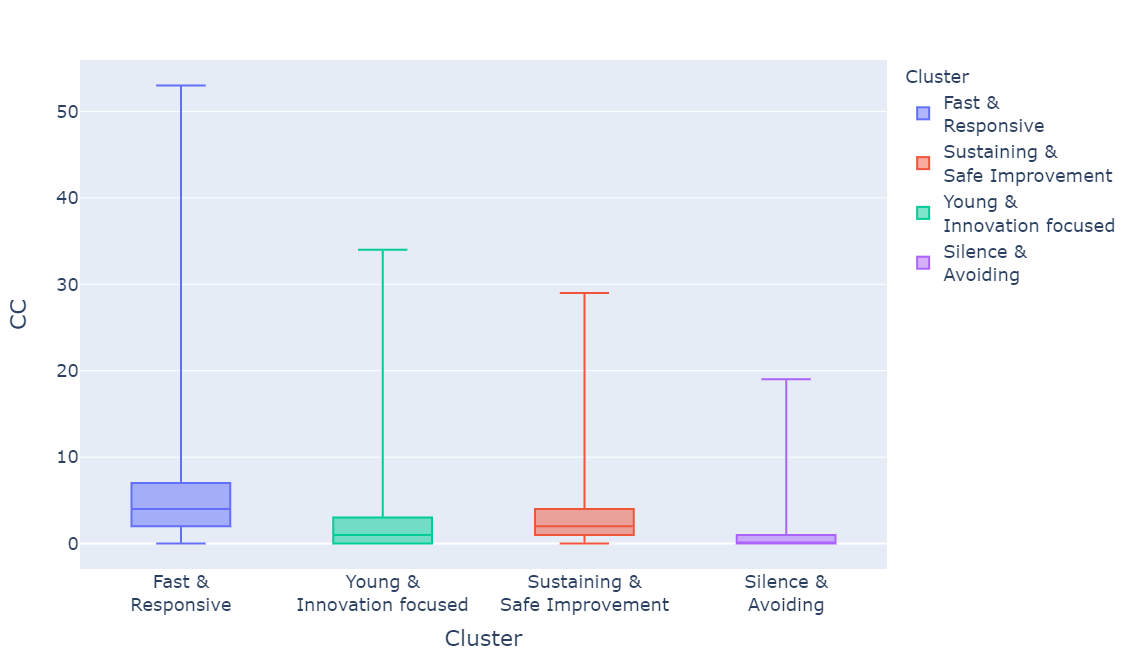 CC
50
40
30
20
10
0
Fast &
Responsive
Young &
Innovation focused
Sustaining &
Safe Improvement
Silence &
Avoiding
Cluster
Cluster
Fast &
Responsive
Sustaining &
Safe Improvement
Young &
Innovation focused
Silence &
Avoiding